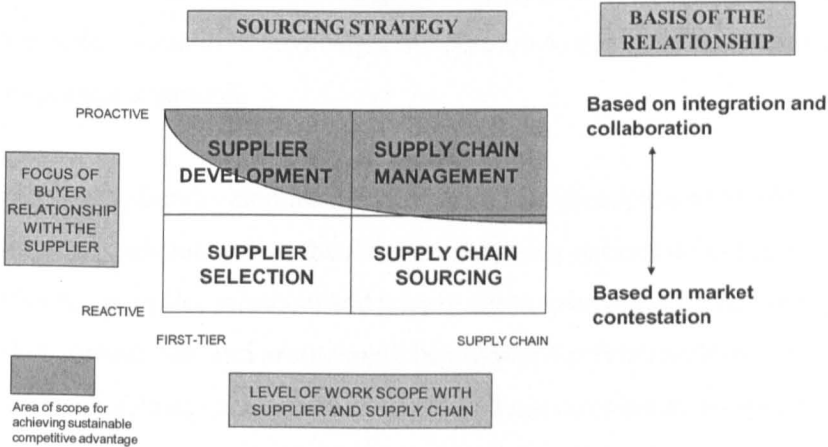 SOURCING STRATEGY
BASIS OF THE
RELATIONSHIP
PROACTIVE
Based on integration and
collaboration
SUPPLIER
DEVELOPMENT
SUPPLY CHAIN
MANAGEMENT
FOCUS OF
BUYER
RELATIONSHIP
WITH THE
SUPPLIER
SUPPLIER
SELECTION
SUPPLY CHAIN
SOURCING
Based on market
contestation
REACTIVE
FIRST-TIER
SUPPLY CHAIN
LEVEL OF WORK SCOPE WITH
SUPPLIER AND SUPPLY CHAIN
Area of scope for
achieving sustainable
competitive advantage